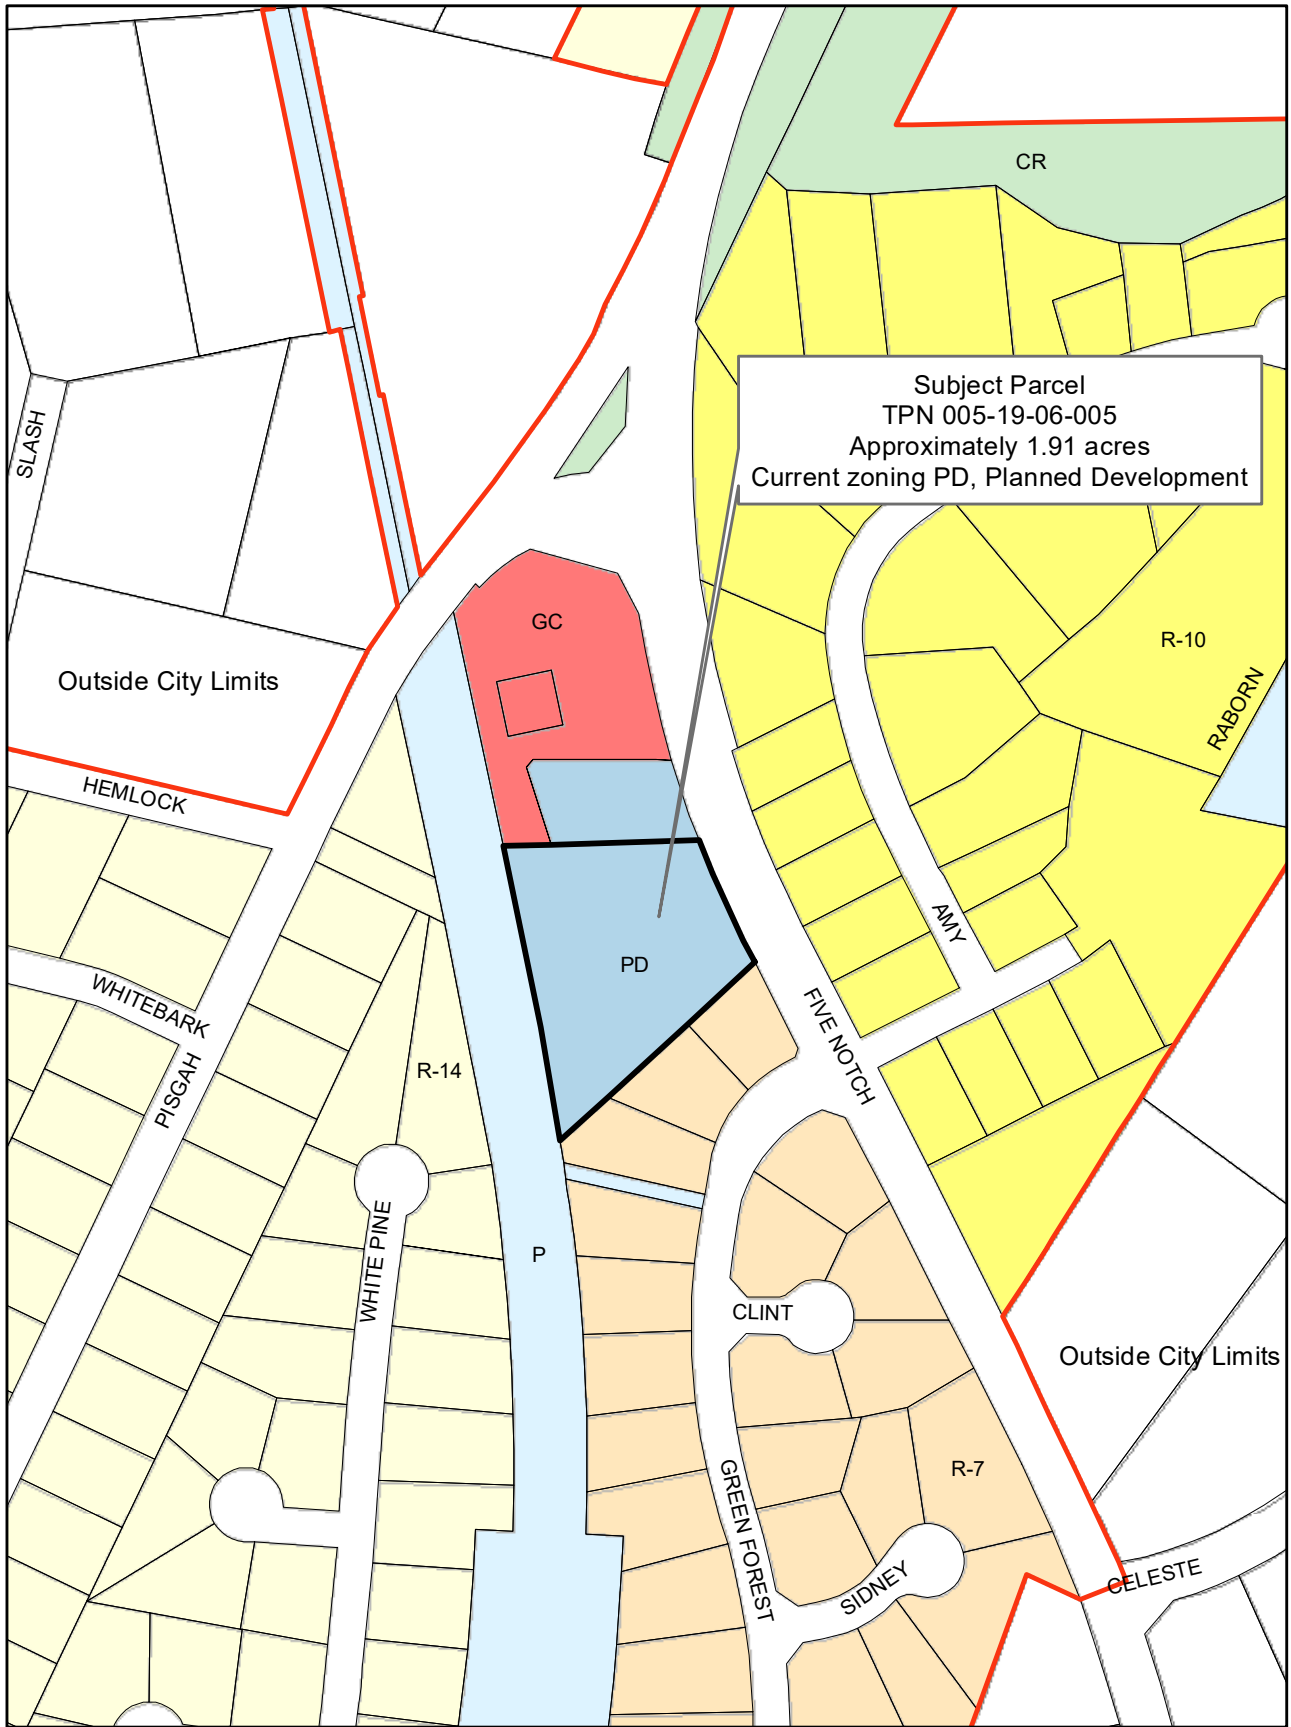 CR
Subject Parcel
TPN 005-19-06-005
Approximately 1.91 acres
Current zoning PD, Planned Development
SLASH
GC
R-10
Outside City Limits
RABORN
HEMLOCK
AMY
PD
WHITEBARK
FIVE NOTCH
PISGAH
R-14
WHITE PINE
P
CLINT
Outside City Limits
R-7
GREEN FOREST
SIDNEY
CELESTE